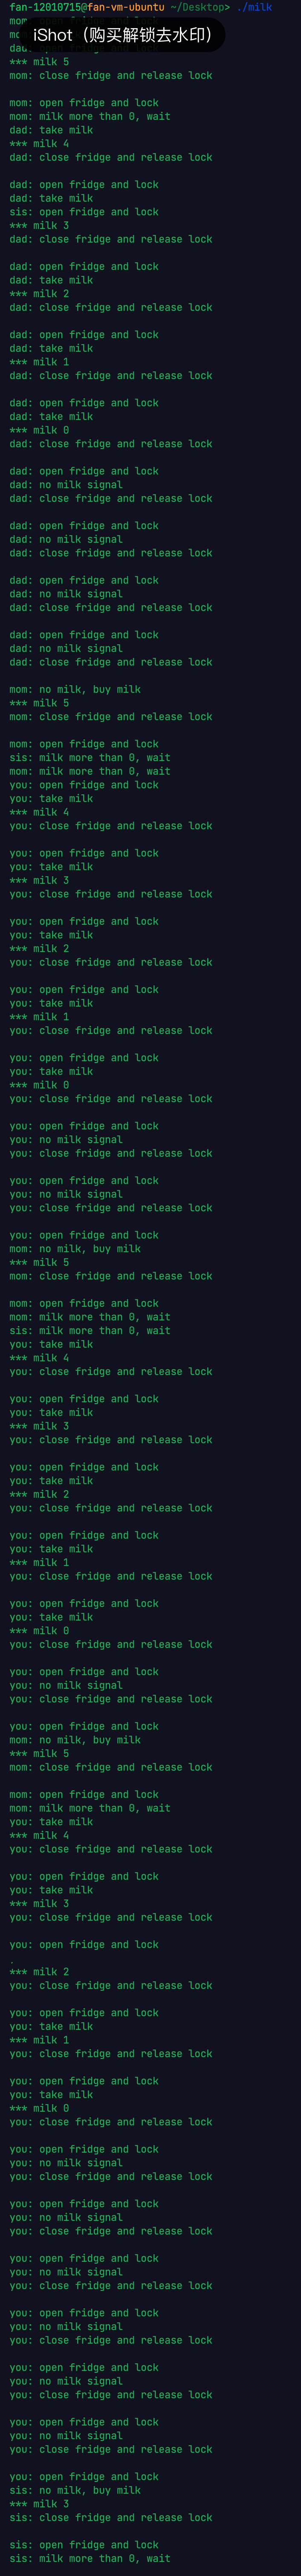 fan-12010715@fan-vm-ubuntu ~/Desktop> ./milk
iShot（购买解锁去水印）
*** milk 5
mom: close fridge and release lock
mom: open fridge and lock
mom: milk more than 0, wait
dad: take milk
*** milk 4
dad: close fridge and release lock
dad: open fridge and lock
dad: take milk
sis: open fridge and lock
*** milk 3
dad: close fridge and release lock
dad: open fridge and lock
dad: take milk
*** milk 2
dad: close fridge and release lock
dad: open fridge and lock
dad: take milk
*** milk 1
dad: close fridge and release lock
dad: open fridge and lock
dad: take milk
*** milk 0
dad: close fridge and release lock
dad: open fridge and lock
dad: no milk signal
dad: close fridge and release lock
dad: open fridge and lock
dad: no milk signal
dad: close fridge and release lock
dad: open fridge and lock
dad: no milk signal
dad: close fridge and release lock
dad: open fridge and lock
dad: no milk signal
dad: close fridge and release lock
mom: no milk, buy milk
*** milk 5
mom: close fridge and release lock
mom: open fridge and lock
sis: milk more than 0, wait
mom: milk more than 0, wait
you: open fridge and lock
you: take milk
*** milk 4
you: close fridge and release lock
you: open fridge and lock
you: take milk
*** milk 3
you: close fridge and release lock
you: open fridge and lock
you: take milk
*** milk 2
you: close fridge and release lock
you: open fridge and lock
you: take milk
*** milk 1
you: close fridge and release lock
you: open fridge and lock
you: take milk
*** milk 0
you: close fridge and release lock
you: open fridge and lock
you: no milk signal
you: close fridge and release lock
you: open fridge and lock
you: no milk signal
you: close fridge and release lock
you: open fridge and lock
mom: no milk, buy milk
*** milk 5
mom: close fridge and release lock
mom: open fridge and lock
mom: milk more than 0, wait
sis: milk more than 0, wait
you: take milk
*** milk 4
you: close fridge and release lock
you: open fridge and lock
you: take milk
*** milk 3
you: close fridge and release lock
you: open fridge and lock
you: take milk
*** milk 2
you: close fridge and release lock
you: open fridge and lock
you: take milk
*** milk 1
you: close fridge and release lock
you: open fridge and lock
you: take milk
*** milk 0
you: close fridge and release lock
you: open fridge and lock
you: no milk signal
you: close fridge and release lock
you: open fridge and lock
mom: no milk, buy milk
*** milk 5
mom: close fridge and release lock
mom: open fridge and lock
mom: milk more than 0, wait
you: take milk
*** milk 4
you: close fridge and release lock
you: open fridge and lock
you: take milk
*** milk 3
you: close fridge and release lock
you: open fridge and lock
.
*** milk 2
you: close fridge and release lock
you: open fridge and lock
you: take milk
*** milk 1
you: close fridge and release lock
you: open fridge and lock
you: take milk
*** milk 0
you: close fridge and release lock
you: open fridge and lock
you: no milk signal
you: close fridge and release lock
you: open fridge and lock
you: no milk signal
you: close fridge and release lock
you: open fridge and lock
you: no milk signal
you: close fridge and release lock
you: open fridge and lock
you: no milk signal
you: close fridge and release lock
you: open fridge and lock
you: no milk signal
you: close fridge and release lock
you: open fridge and lock
you: no milk signal
you: close fridge and release lock
you: open fridge and lock
sis: no milk, buy milk
*** milk 3
sis: close fridge and release lock
sis: open fridge and lock
sis: milk more than 0, wait